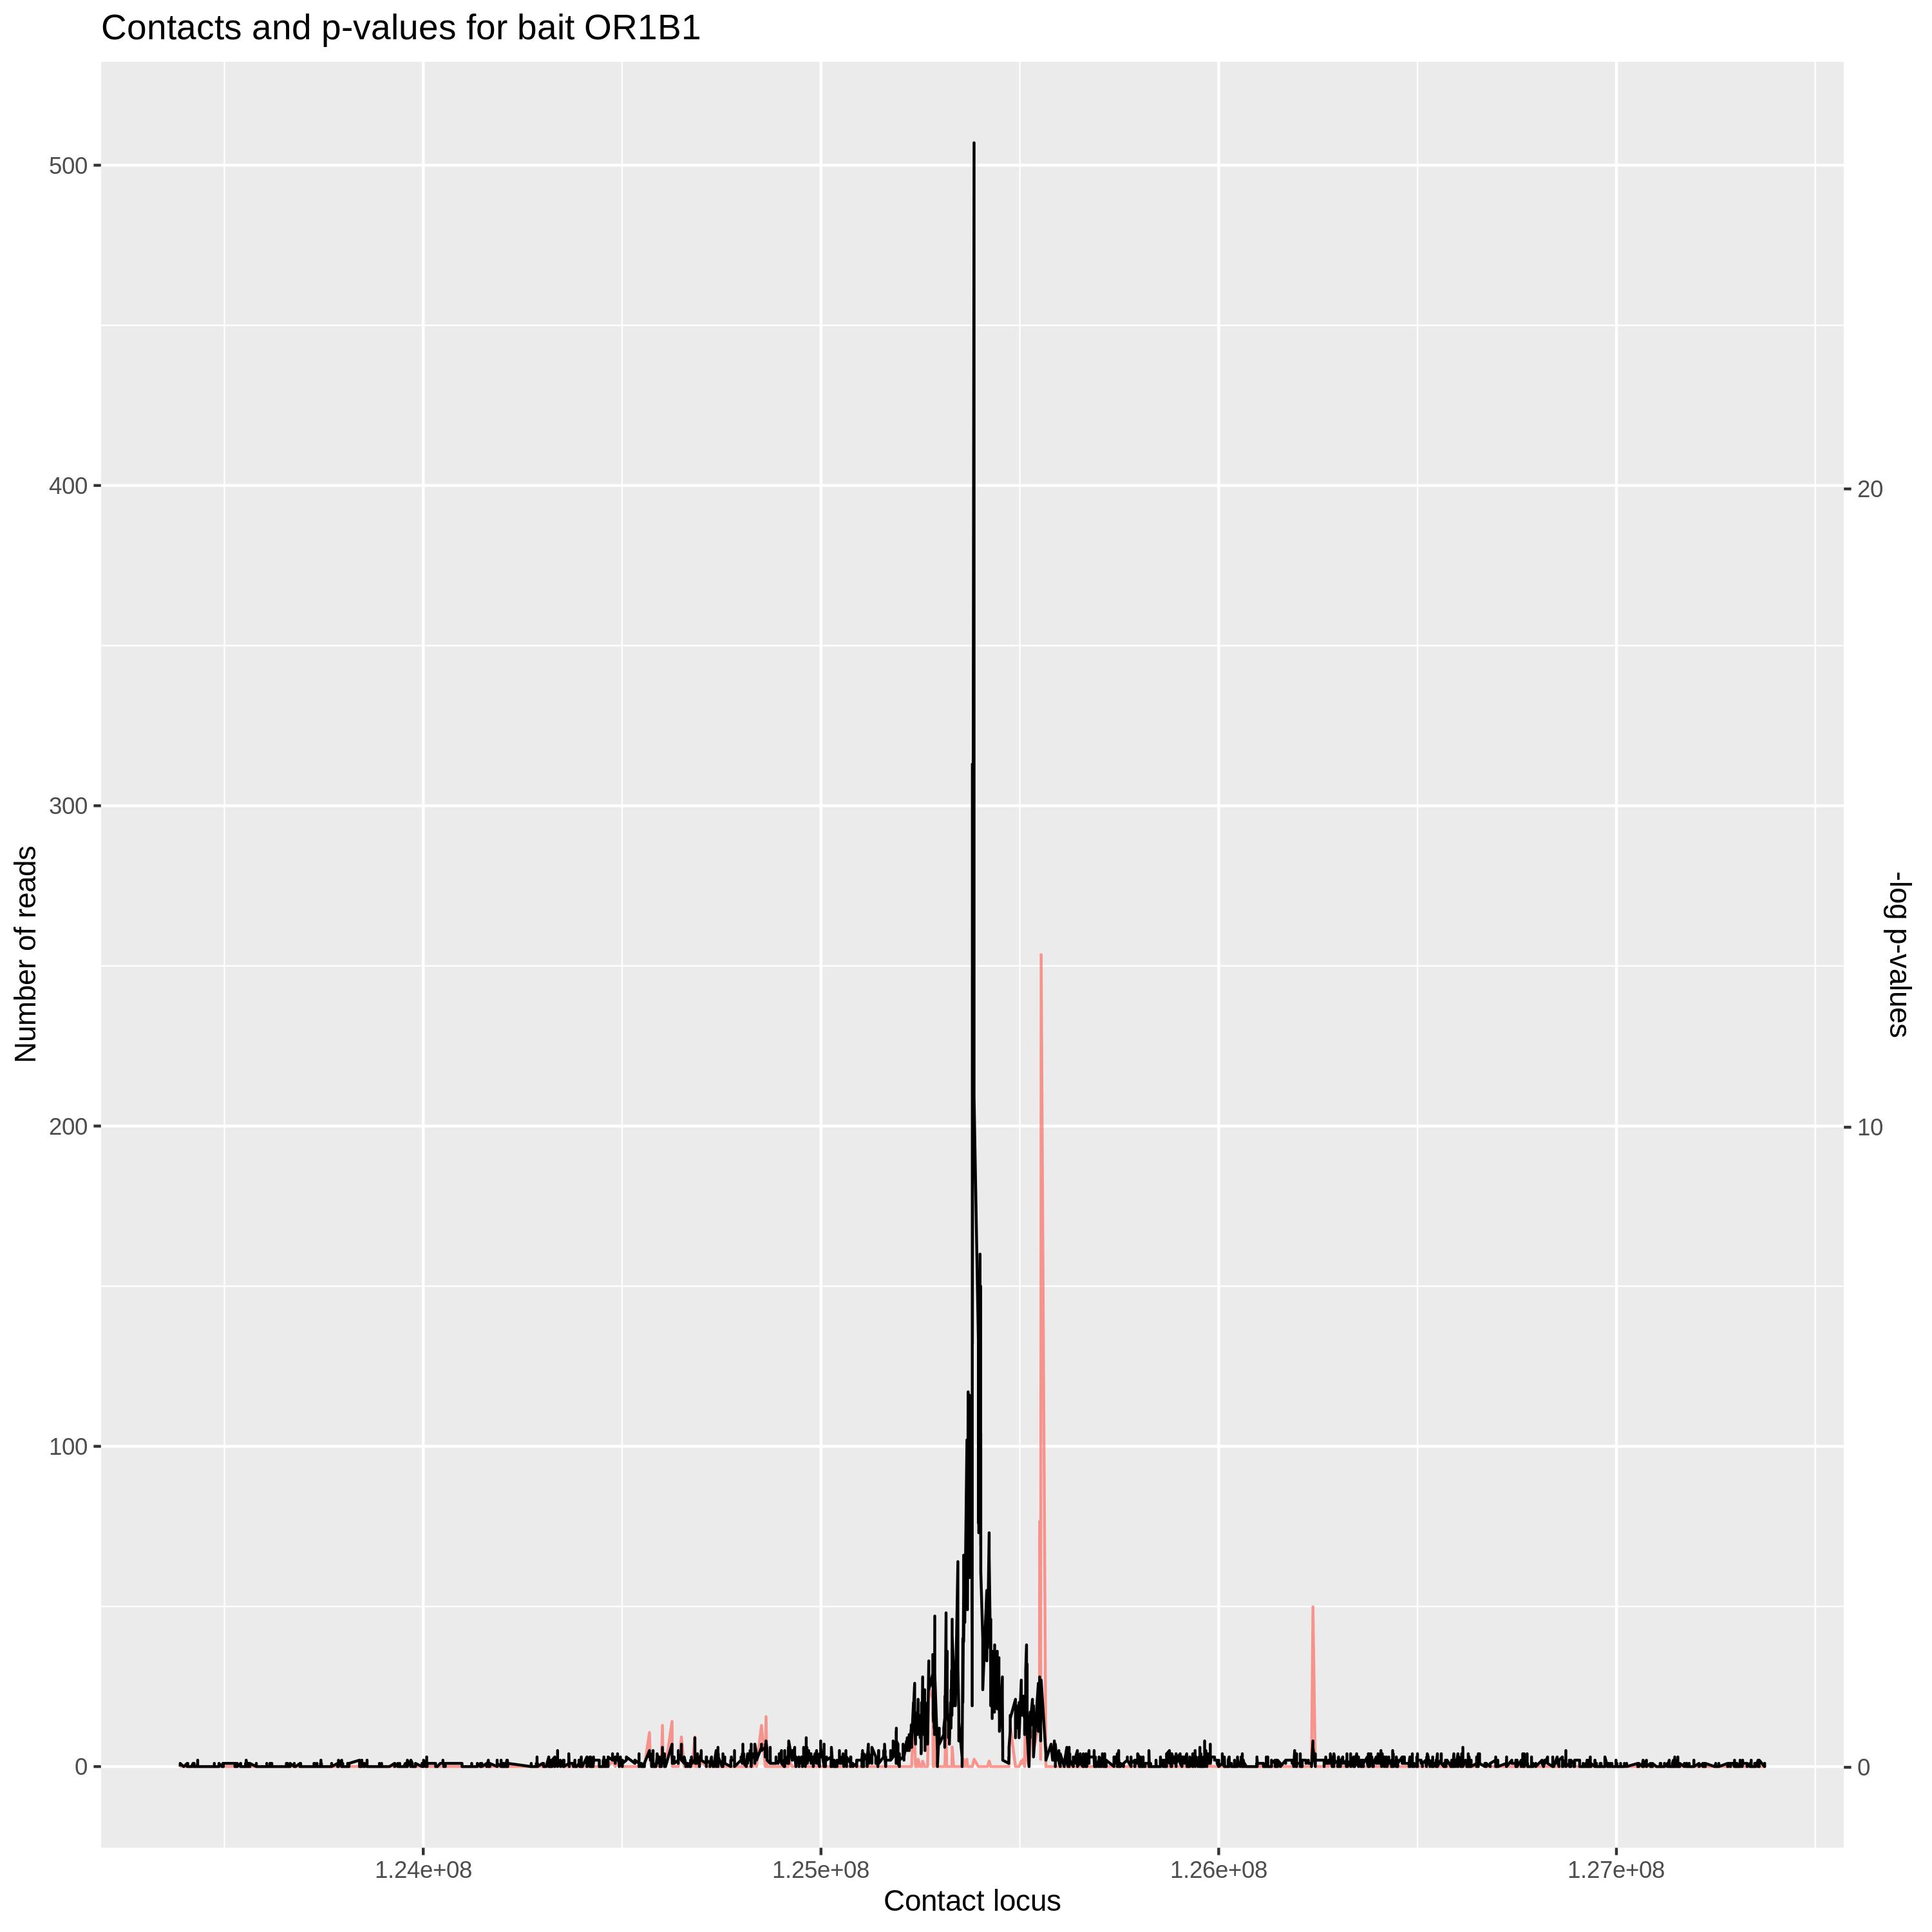 Contacts and p-values for bait OR1B1
500
400
300
200
100
0
Number of reads
20
10
0
-log p-values
1.24e+08
1.25e+08
1.26e+08
1.27e+08
Contact locus